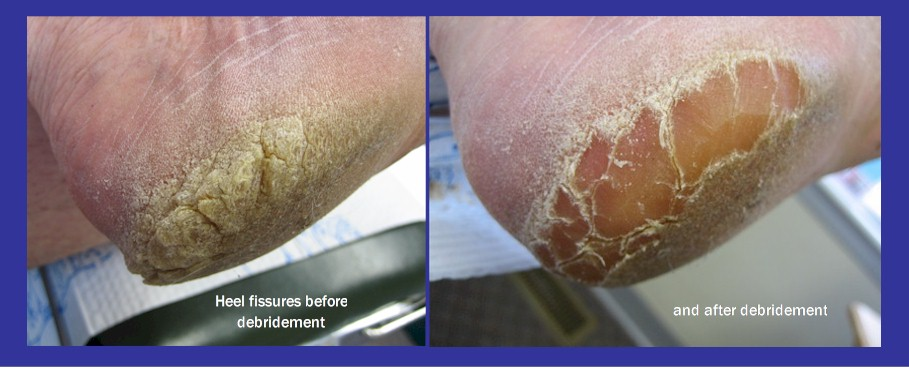 Heel fissures before
debridement
and after debridement